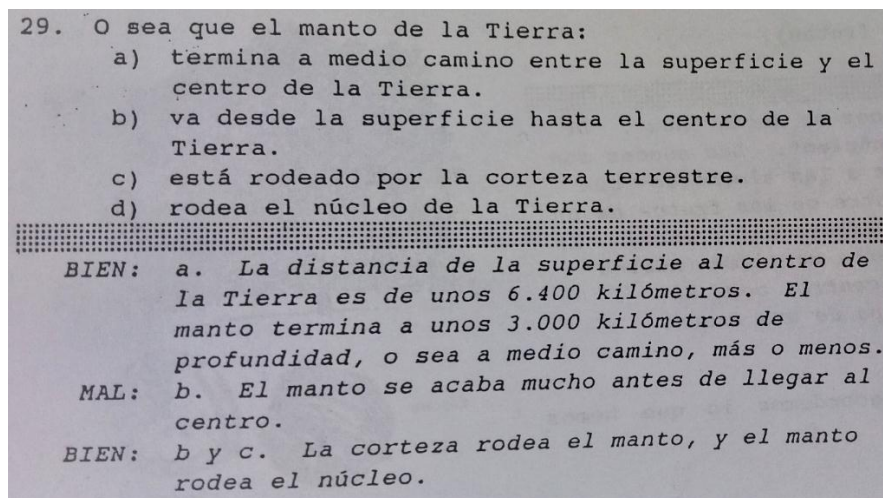 29. O sea que el manto de la Tierra:
a) termina a medio camino entre la superficie y el
centro de la Tierra.
b) va desde la superficie hasta el centro de la
Tierra.
c) está rodeado por la corteza terrestre.
d) rodea el núcleo de la Tierra.
BIEN: a. La distancia de la superficie al centro de
la Tierra es de unos 6.400 kilómetros. El
manto termina a unos 3.000 kilómetros de
profundidad, o sea a medio camino, más o menos.
MAL: b. El manto se acaba mucho antes de llegar al
centro.
BIEN: b y c. La corteza rodea el manto, y el manto
rodea el núcleo.